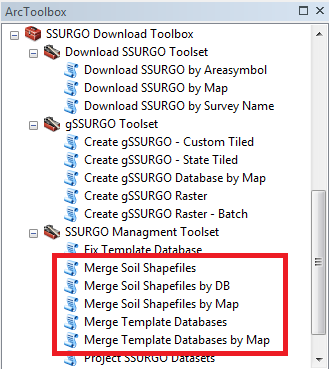 ArcToolbox
SSURGO Download Toolbox
Download SSURGO Toolset
Download SSURGO by Areasymbol
Download SSURGO by Map
Download SSURGO by Survey Name
gSSURGO Toolset
Create gSSURGO - Custom Tiled
Create gSSURGO - State Tiled
Create gSSURGO Database by Map
Create gSSURGO Raster
Create gSSURGO Raster - Batch
SSURGO Managment Toolset
Fix Template Database
Merge Soil Shapefiles
Merge Soil Shapefiles by DB
Merge Soil Shapefiles by Map
Merge Template Databases
Merge Template Databases by Map
Project SSURGO Datasets